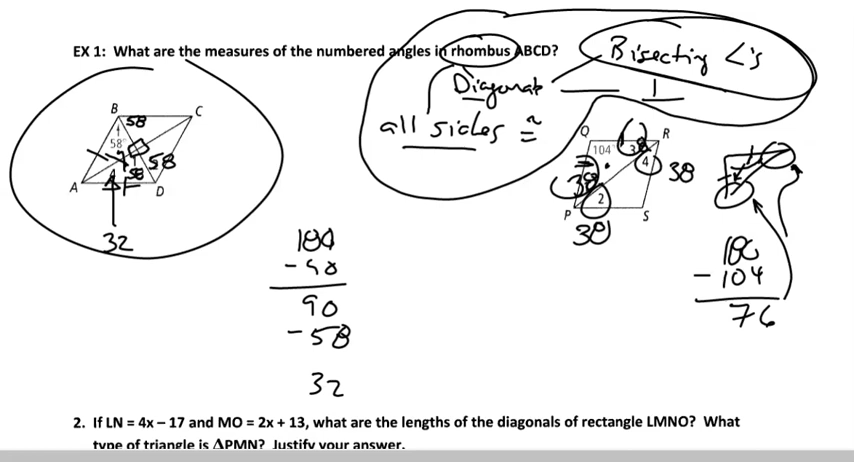 EX 1: What are the measures of the numbered angles in rhombus ABCD?
Bisecting ∠'s
Diagonals
⊥
all sides ≅
B
58
C
58°
58
58
A
D
32
Q
R
104
38
4
38
38
2
P
S
38
180
- 90
90
- 58
32
180
- 104
76
2. If LN = 4x – 17 and MO = 2x + 13, what are the lengths of the diagonals of rectangle LMNO? What
type of triangle is ΔPMN? Justify your answer.